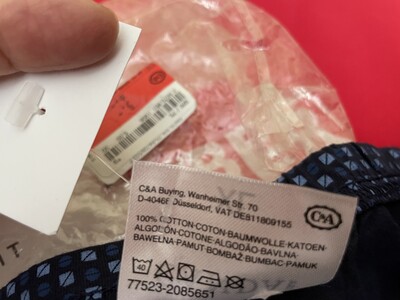 C&A Buying, Wanheimer Str. 70
D-40468 Düsseldorf, VAT DE811809155
C&A
100% COTTON-COTON-BAUMWOLLE-KATOEN-
ALGODÓN-COTONE-ALGODÃO-BAVLNA-
BAWEŁNA-PAMUT-BOMBAŽ BUMBAC-PAMUK
40
77523-2085651
IT